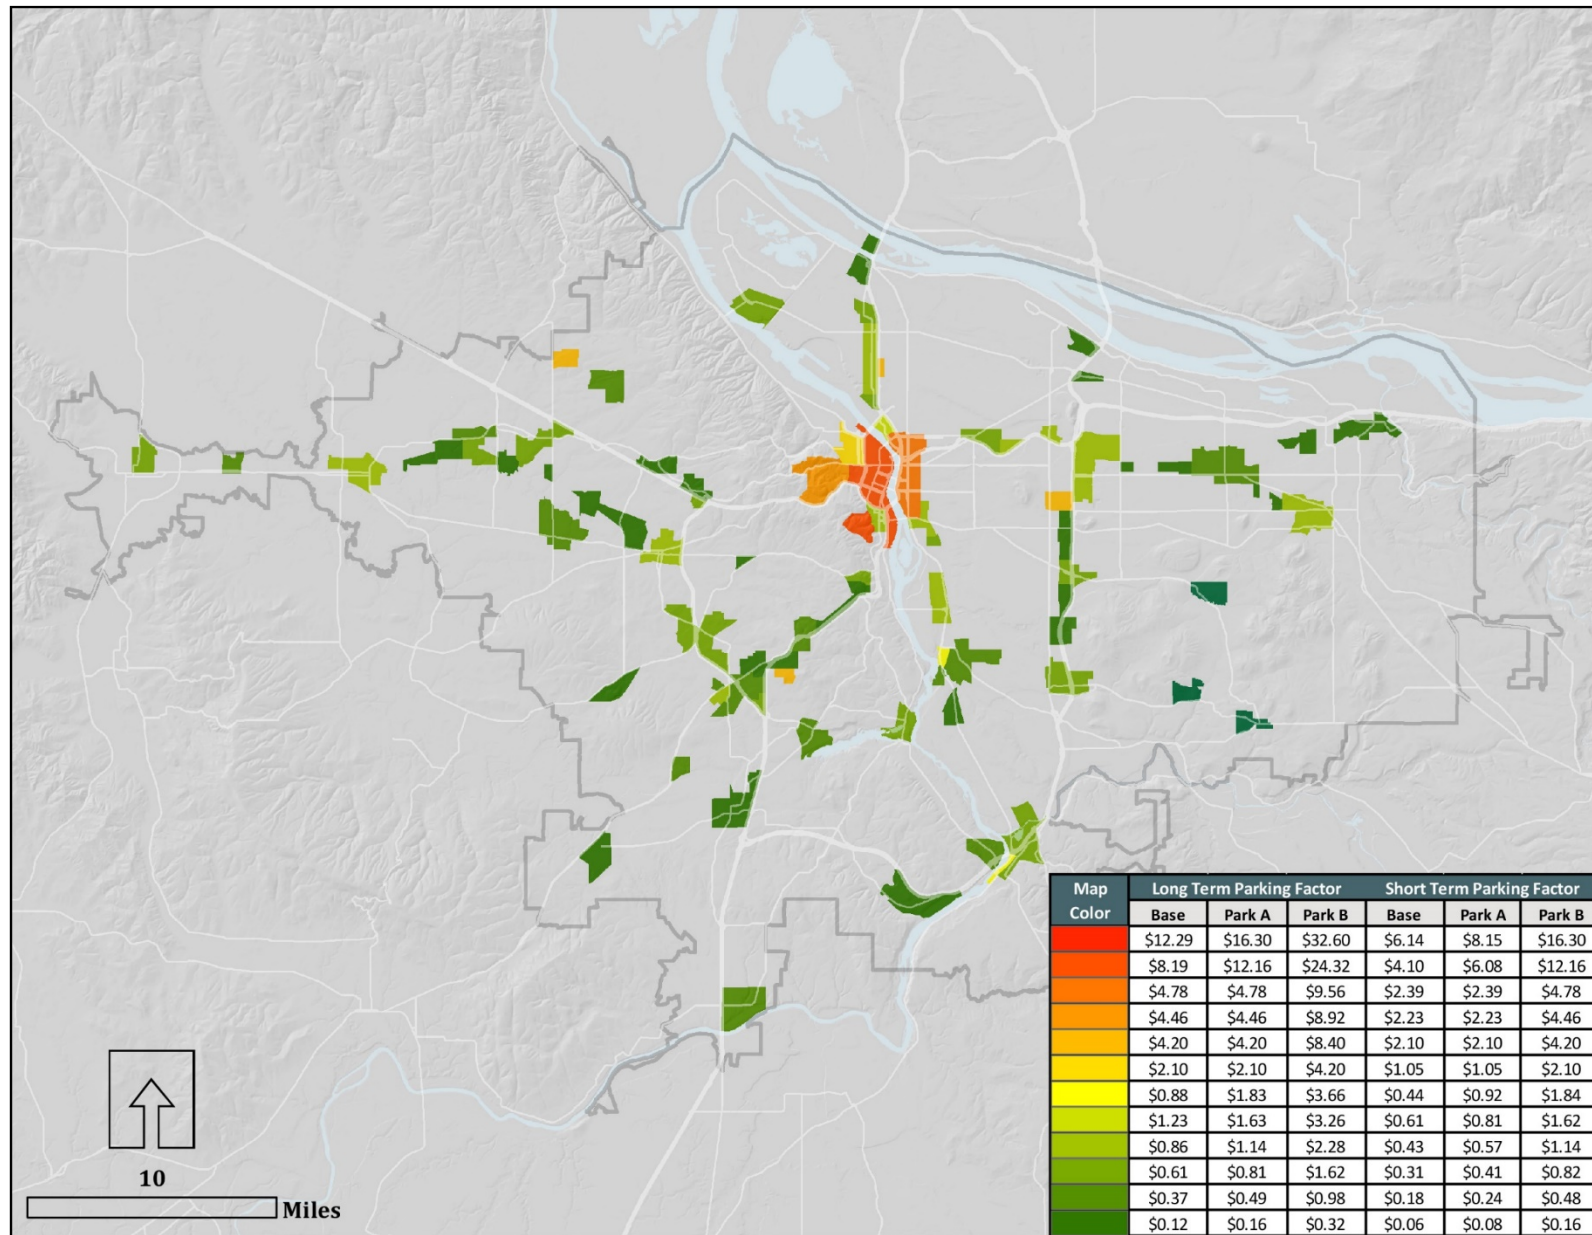 Map Color Long Term Parking Factor Short Term Parking Factor
Base Park A Park B Base Park A Park B
$12.29 $16.30 $32.60 $6.14 $8.15 $16.30
$8.19 $12.16 $24.32 $4.10 $6.08 $12.16
$4.78 $4.78 $9.56 $2.39 $2.39 $4.78
$4.46 $4.46 $8.92 $2.23 $2.23 $4.46
$4.20 $4.20 $8.40 $2.10 $2.10 $4.20
$2.10 $2.10 $4.20 $1.05 $1.05 $2.10
$0.88 $1.83 $3.66 $0.44 $0.92 $1.84
$1.23 $1.63 $3.26 $0.61 $0.81 $1.62
$0.86 $1.14 $2.28 $0.43 $0.57 $1.14
$0.61 $0.81 $1.62 $0.31 $0.41 $0.82
$0.37 $0.49 $0.98 $0.18 $0.24 $0.48
$0.12 $0.16 $0.32 $0.06 $0.08 $0.16
10
Miles